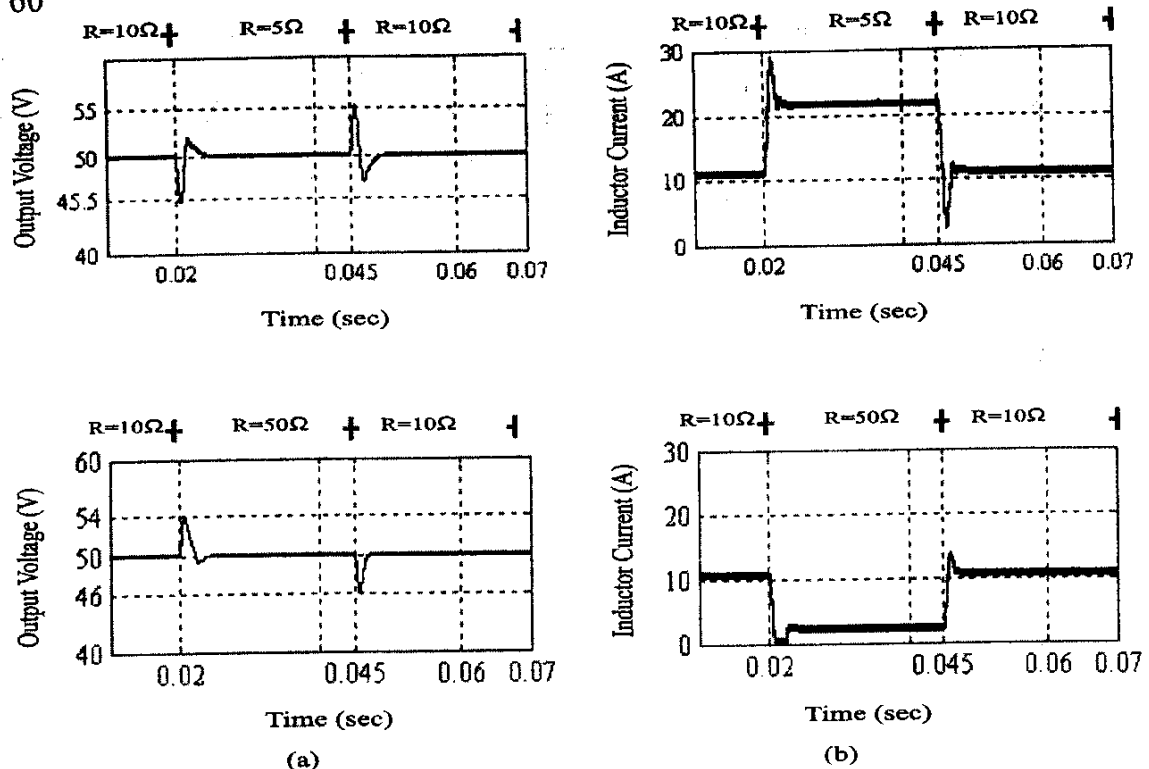 60
R=10Ω R=5Ω R=10Ω
Output Voltage (V)
55
50
45.5
40
0.02 0.045 0.06 0.07
Time (sec)
R=10Ω R=5Ω R=10Ω
Inductor Current (A)
30
20
10
0
0.02 0.045 0.06 0.07
Time (sec)
R=10Ω R=50Ω R=10Ω
Output Voltage (V)
60
54
50
46
40
0.02 0.045 0.06 0.07
Time (sec)
(a)
R=10Ω R=50Ω R=10Ω
Inductor Current (A)
30
20
10
0
0.02 0.045 0.06 0.07
Time (sec)
(b)